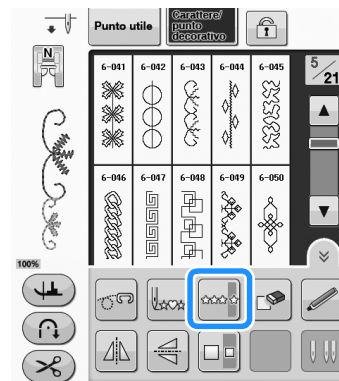 Punto utile
Carattere/
punto
decorativo
N
5/21
6-041 6-042 6-043 6-044 6-045
6-046 6-047 6-048 6-049 6-050
100%